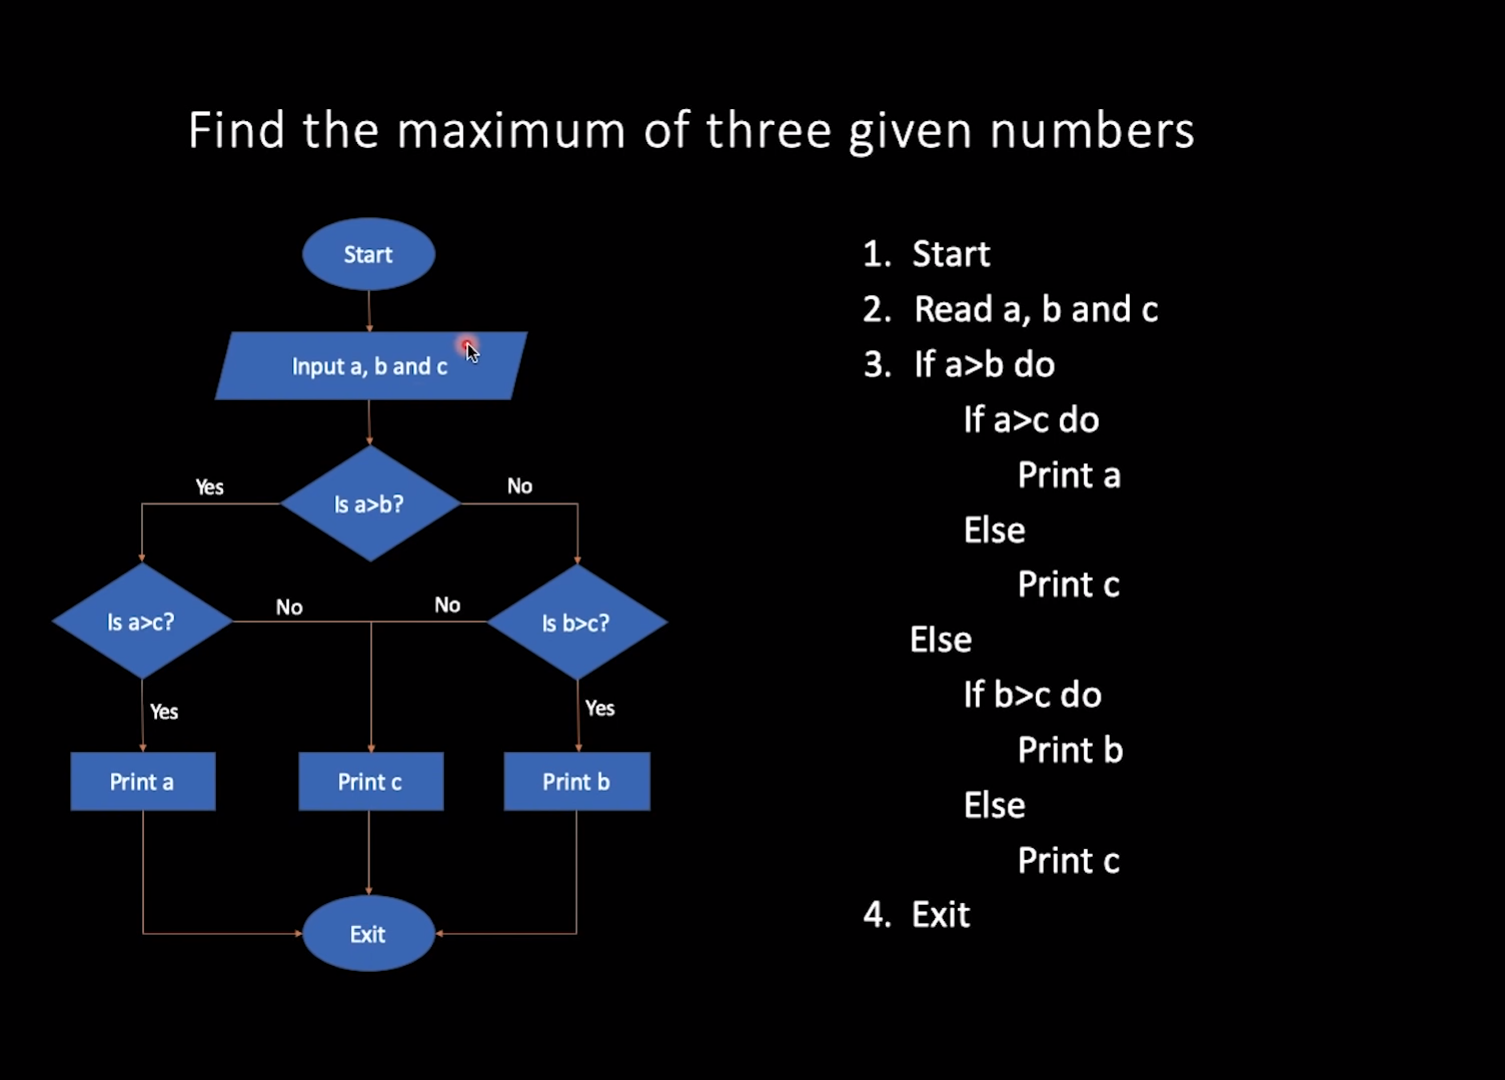 Find the maximum of three given numbers
Start
Input a, b and c
Is a>b?
Yes
No
Is a>c?
No
No
Is b>c?
Yes
Yes
Print a
Print c
Print b
Exit
1. Start
2. Read a, b and c
3. If a>b do
If a>c do
Print a
Else
Print c
Else
If b>c do
Print b
Else
Print c
4. Exit